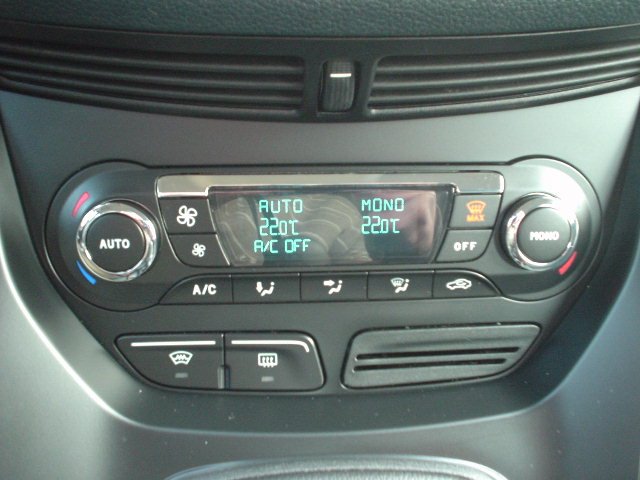 AUTO MONO
22.0°C 22.0°C
A/C OFF
MAX
OFF
AUTO
MONO
A/C